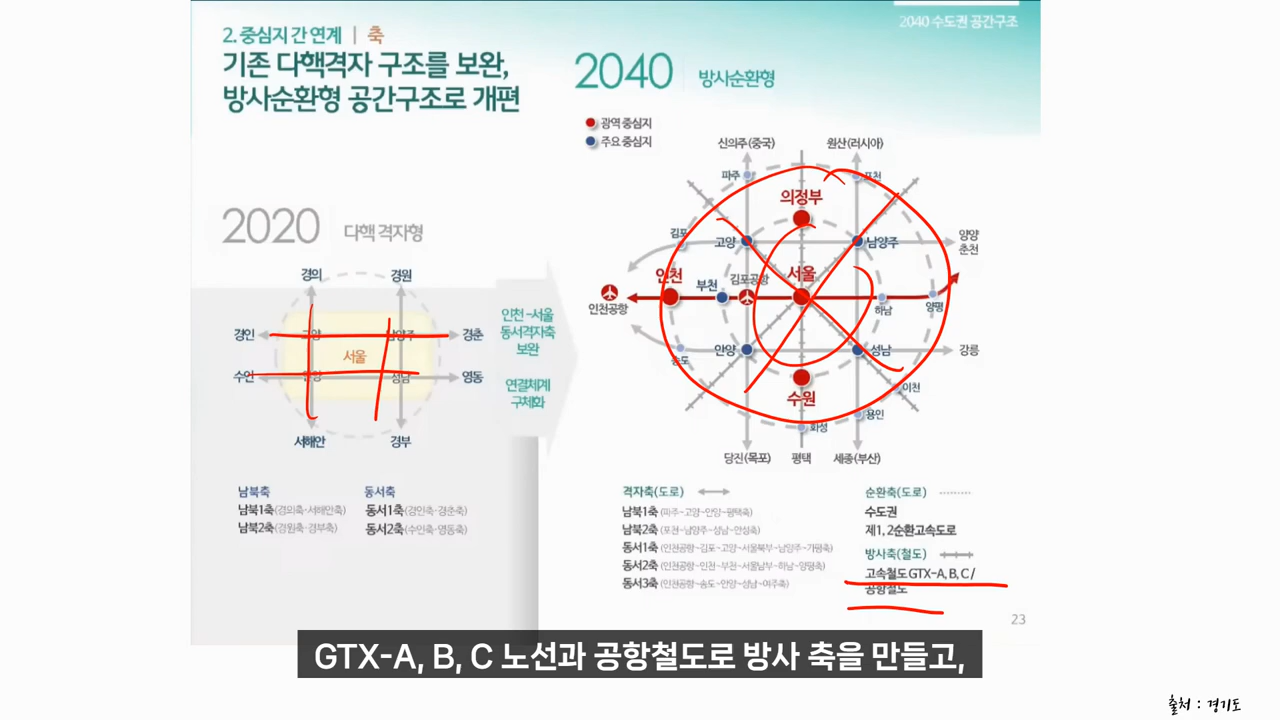 2. 중심지 간 연계 | 축
기존 다핵격자 구조를 보완,
방사순환형 공간구조로 개편
2040 수도권 공간구조
2040 방사순환형
광역 중심지
주요 중심지
신의주(중국)
원산(러시아)
파주
포천
의정부
김포
고양
남양주
양양
춘천
인천
부천
김포공항
서울
인천공항
하남
양평
송도
안양
성남
강릉
수원
이천
용인
화성
당진(목포)
평택
세종(부산)
2020 다핵 격자형
경의
경원
경인
고양
남양주
경춘
서울
수인
안양
성남
영동
서해안
경부
인천-서울
동서격자축
보완
연결체계
구체화
남북축
남북1축 (경의축·서해안축)
남북2축 (경원축·경부축)
동서축
동서1축 (경인축·경춘축)
동서2축 (수인축·영동축)
격자축(도로)
남북1축 (파주-고양-안양-평택축)
남북2축 (포천-남양주-성남-안성축)
동서1축 (인천공항-김포-고양-서울북부-남양주-가평축)
동서2축 (인천공항-인천-부천-서울남부-하남-양평축)
동서3축 (인천공항-송도-안양-성남-여주축)
순환축(도로)
수도권
제1, 2순환고속도로
방사축(철도)
고속철도 GTX-A, B, C /
공항철도
23
GTX-A, B, C 노선과 공항철도로 방사 축을 만들고,
출처 : 경기도